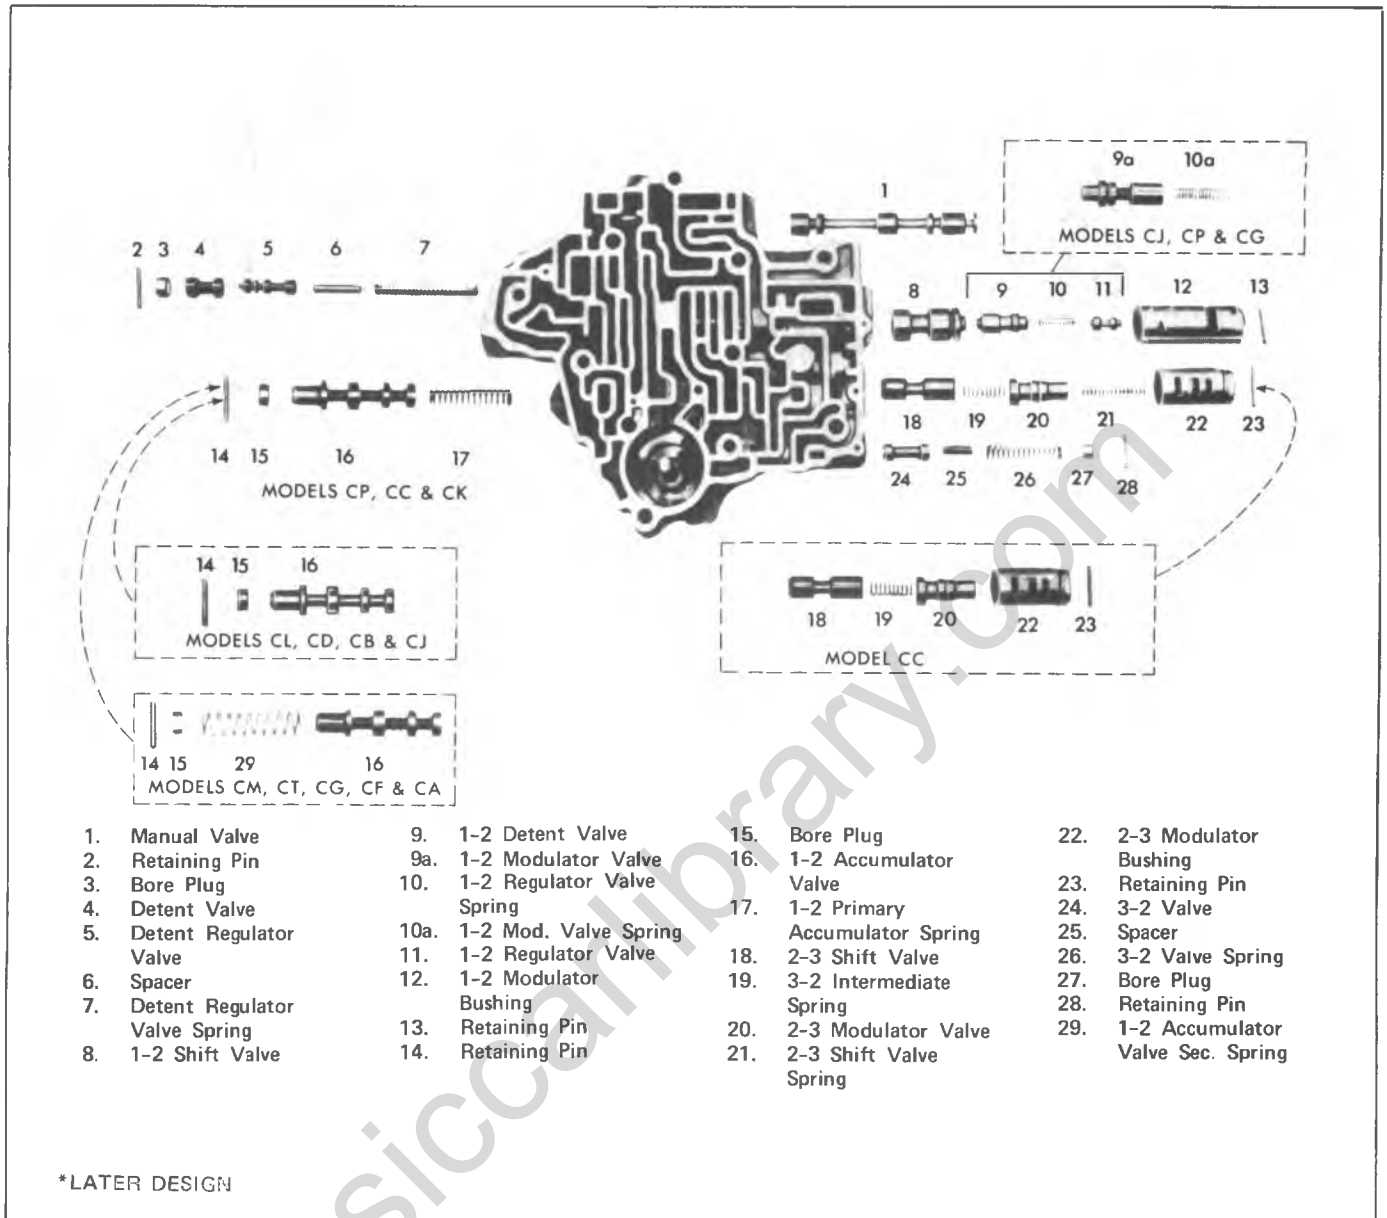 9a 10a
MODELS CJ, CP & CG
1
2 3 4 5 6 7
8 9 10 11 12 13
14 15 16 17
MODELS CP, CC & CK
18 19 20 21 22 23
24 25 26 27 28
14 15 16
MODELS CL, CD, CB & CJ
18 19 20 22 23
MODEL CC
14 15 29 16
MODELS CM, CT, CG, CF & CA
1. Manual Valve
2. Retaining Pin
3. Bore Plug
4. Detent Valve
5. Detent Regulator
Valve
6. Spacer
7. Detent Regulator
Valve Spring
8. 1-2 Shift Valve
9. 1-2 Detent Valve
9a. 1-2 Modulator Valve
10. 1-2 Regulator Valve
Spring
10a. 1-2 Mod. Valve Spring
11. 1-2 Regulator Valve
12. 1-2 Modulator
Bushing
13. Retaining Pin
14. Retaining Pin
15. Bore Plug
16. 1-2 Accumulator
Valve
17. 1-2 Primary
Accumulator Spring
18. 2-3 Shift Valve
19. 3-2 Intermediate
Spring
20. 2-3 Modulator Valve
21. 2-3 Shift Valve
Spring
22. 2-3 Modulator
Bushing
23. Retaining Pin
24. 3-2 Valve
25. Spacer
26. 3-2 Valve Spring
27. Bore Plug
28. Retaining Pin
29. 1-2 Accumulator
Valve Sec. Spring
*LATER DESIGN
siccarlibrary.com